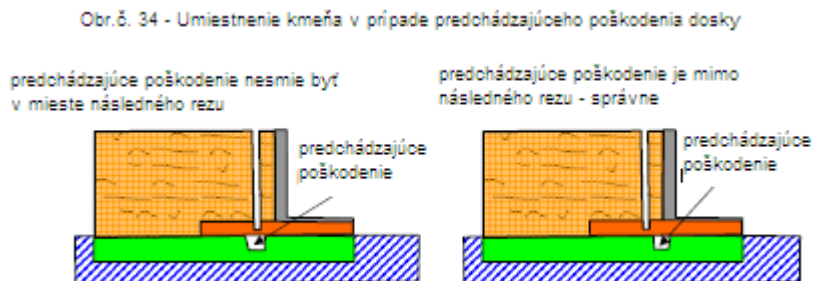 Obr.č. 34 - Umiestnenie kmeňa v prípade predchádzajúceho poškodenia dosky
predchádzajúce poškodenie nesmie byť
v mieste následného rezu
predchádzajúce poškodenie je mimo
následného rezu - správne
predchádzajúce
poškodenie
predchádzajúce
poškodenie